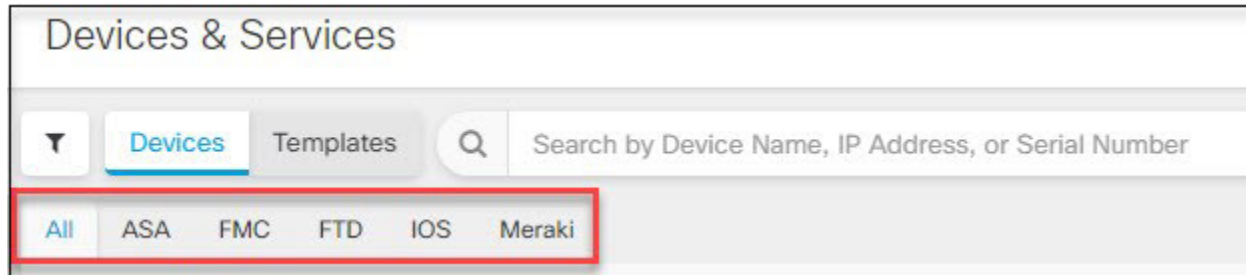 Devices & Services
Devices Templates Search by Device Name, IP Address, or Serial Number
All ASA FMC FTD IOS Meraki